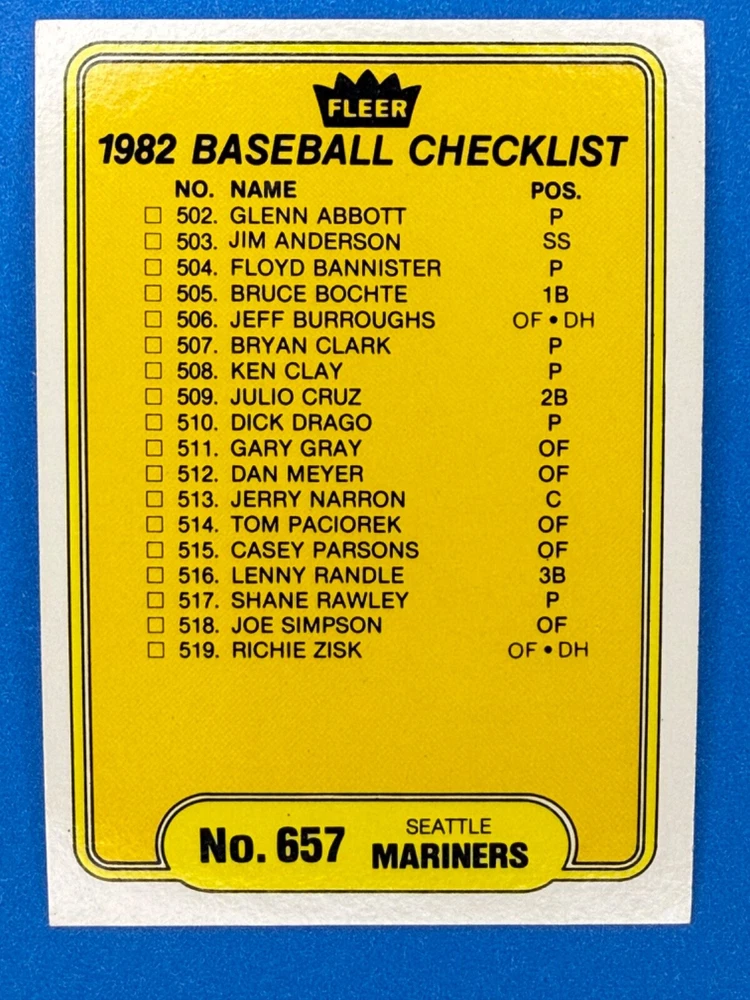 FLEER
1982 BASEBALL CHECKLIST
NO. NAME POS.
502. GLENN ABBOTT P
503. JIM ANDERSON SS
504. FLOYD BANNISTER P
505. BRUCE BOCHTE 1B
506. JEFF BURROUGHS OF • DH
507. BRYAN CLARK P
508. KEN CLAY P
509. JULIO CRUZ 2B
510. DICK DRAGO P
511. GARY GRAY OF
512. DAN MEYER OF
513. JERRY NARRON C
514. TOM PACIOREK OF
515. CASEY PARSONS OF
516. LENNY RANDLE 3B
517. SHANE RAWLEY P
518. JOE SIMPSON OF
519. RICHIE ZISK OF • DH
No. 657 SEATTLE
MARINERS